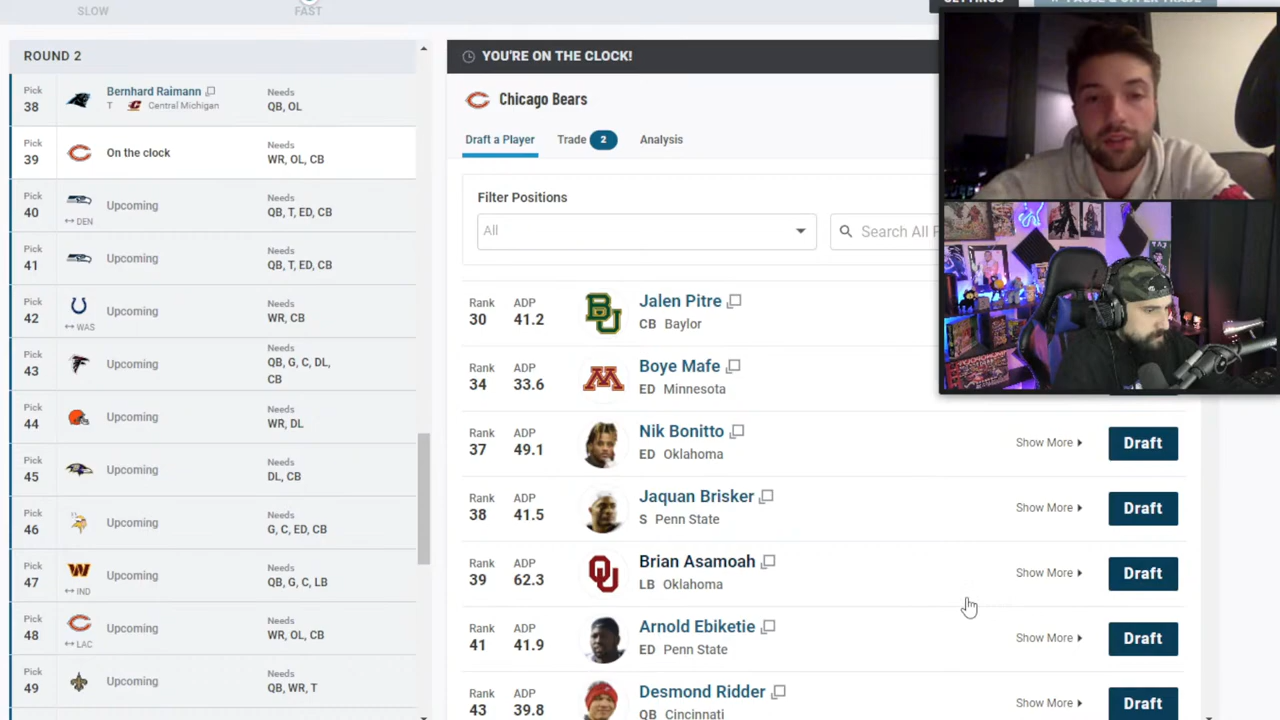 SLOW
FAST
SETTINGS
ROUND 2
Pick
38
Bernhard Raimann
T Central Michigan
Needs
QB, OL
Pick
39
On the clock
Needs
WR, OL, CB
Pick
40
↔ DEN
Upcoming
Needs
QB, T, ED, CB
Pick
41
Upcoming
Needs
QB, T, ED, CB
Pick
42
↔ WAS
Upcoming
Needs
WR, CB
Pick
43
Upcoming
Needs
QB, G, C, DL,
CB
Pick
44
Upcoming
Needs
WR, DL
Pick
45
Upcoming
Needs
DL, CB
Pick
46
Upcoming
Needs
G, C, ED, CB
Pick
47
↔ IND
Upcoming
Needs
QB, G, C, LB
Pick
48
↔ LAC
Upcoming
Needs
WR, OL, CB
Pick
49
Upcoming
Needs
QB, WR, T
YOU'RE ON THE CLOCK!
Chicago Bears
Draft a Player
Trade 2
Analysis
Filter Positions
All
Search All
Rank
30
ADP
41.2
Jalen Pitre
CB Baylor
Rank
34
ADP
33.6
Boye Mafe
ED Minnesota
Rank
37
ADP
49.1
Nik Bonitto
ED Oklahoma
Show More
Draft
Rank
38
ADP
41.5
Jaquan Brisker
S Penn State
Show More
Draft
Rank
39
ADP
62.3
Brian Asamoah
LB Oklahoma
Show More
Draft
Rank
41
ADP
41.9
Arnold Ebiketie
ED Penn State
Show More
Draft
Rank
43
ADP
39.8
Desmond Ridder
QB Cincinnati
Show More
Draft